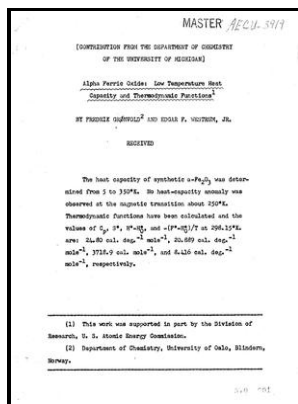 MASTER AECU-3919
[CONTRIBUTION FROM THE DEPARTMENT OF CHEMISTRY
OF THE UNIVERSITY OF MICHIGAN]
Alpha Ferric Oxide: Low Temperature Heat
Capacity and Thermodynamic Functions¹
BY FREDRIK GRØNVOLD² AND EDGAR F. WESTRUM, JR.
RECEIVED
The heat capacity of synthetic α-Fe₂O₃ was deter-
mined from 5 to 350°K. No heat-capacity anomaly was
observed at the magnetic transition about 250°K.
Thermodynamic functions have been calculated and the
values of Cₚ, S°, H°-H°₀, and -(F°-H°₀)/T at 298.15°K.
are: 24.80 cal. deg.⁻¹ mole⁻¹, 20.889 cal. deg.⁻¹
mole⁻¹, 3718.9 cal. mole⁻¹, and 8.416 cal. deg.⁻¹
mole⁻¹, respectively.
(1) This work was supported in part by the Division of
Research, U. S. Atomic Energy Commission.
(2) Department of Chemistry, University of Oslo, Blindern,
Norway.